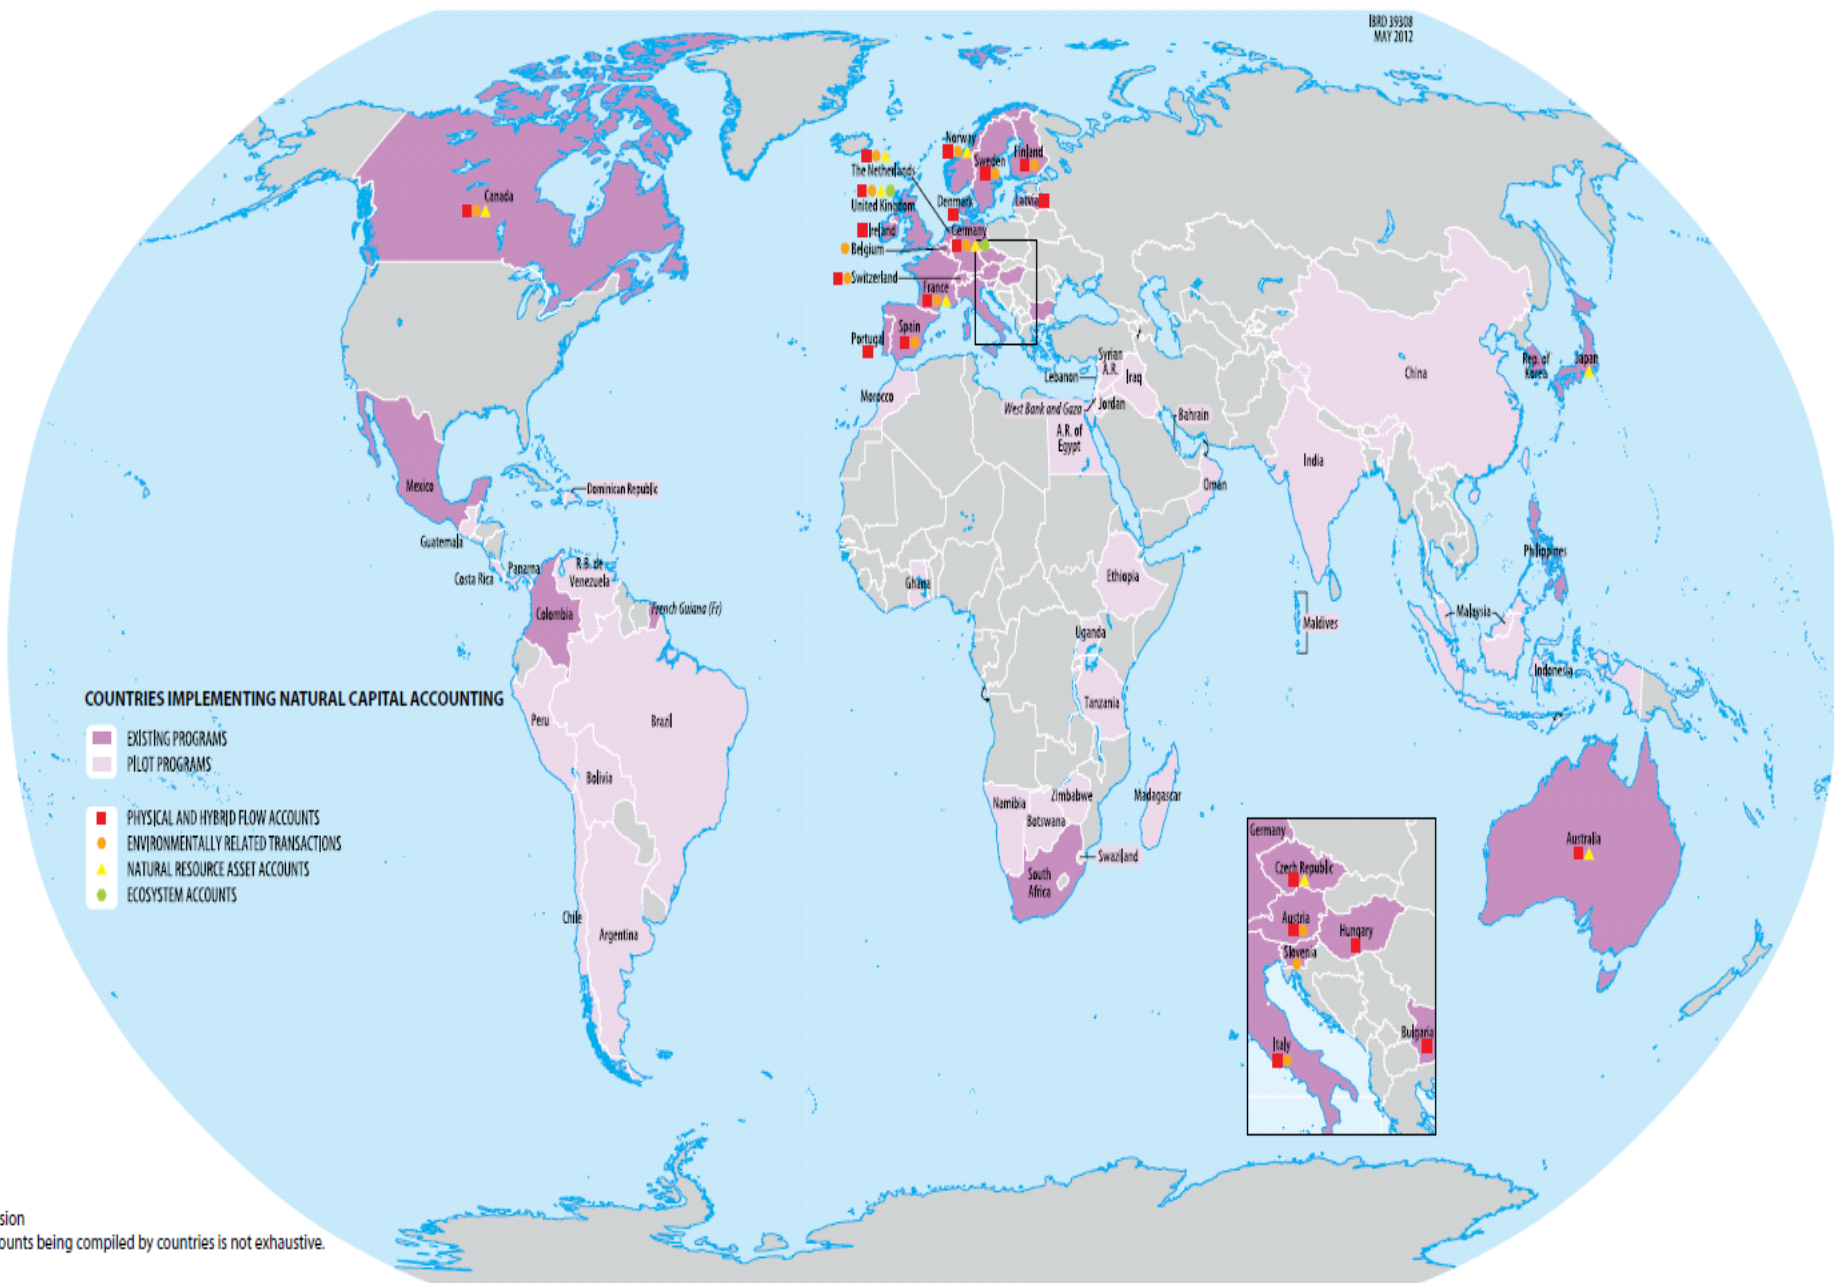 IBRD 39308
MAY 2012
Canada
Mexico
Guatemala
Costa Rica
Panama
Dominican Republic
R.B. de
Venezuela
Colombia
French Guiana (Fr)
Peru
Brazil
Bolivia
Chile
Argentina
Norway
Sweden
Finland
The Netherlands
United Kingdom
Denmark
Latvia
Ireland
Germany
Belgium
Switzerland
France
Portugal
Spain
Morocco
Lebanon
Syrian
A.R.
Iraq
West Bank and Gaza
Jordan
A.R. of
Egypt
Bahrain
Oman
Ghana
Ethiopia
Uganda
Tanzania
Namibia
Zimbabwe
Botswana
Madagascar
South
Africa
Swaziland
India
Maldives
China
Rep. of
Korea
Japan
Philippines
Malaysia
Indonesia
Australia
COUNTRIES IMPLEMENTING NATURAL CAPITAL ACCOUNTING
EXISTING PROGRAMS
PILOT PROGRAMS
PHYSICAL AND HYBRID FLOW ACCOUNTS
ENVIRONMENTALLY RELATED TRANSACTIONS
NATURAL RESOURCE ASSET ACCOUNTS
ECOSYSTEM ACCOUNTS
Germany
Czech Republic
Austria
Hungary
Slovenia
Italy
Bulgaria
sion
ounts being compiled by countries is not exhaustive.